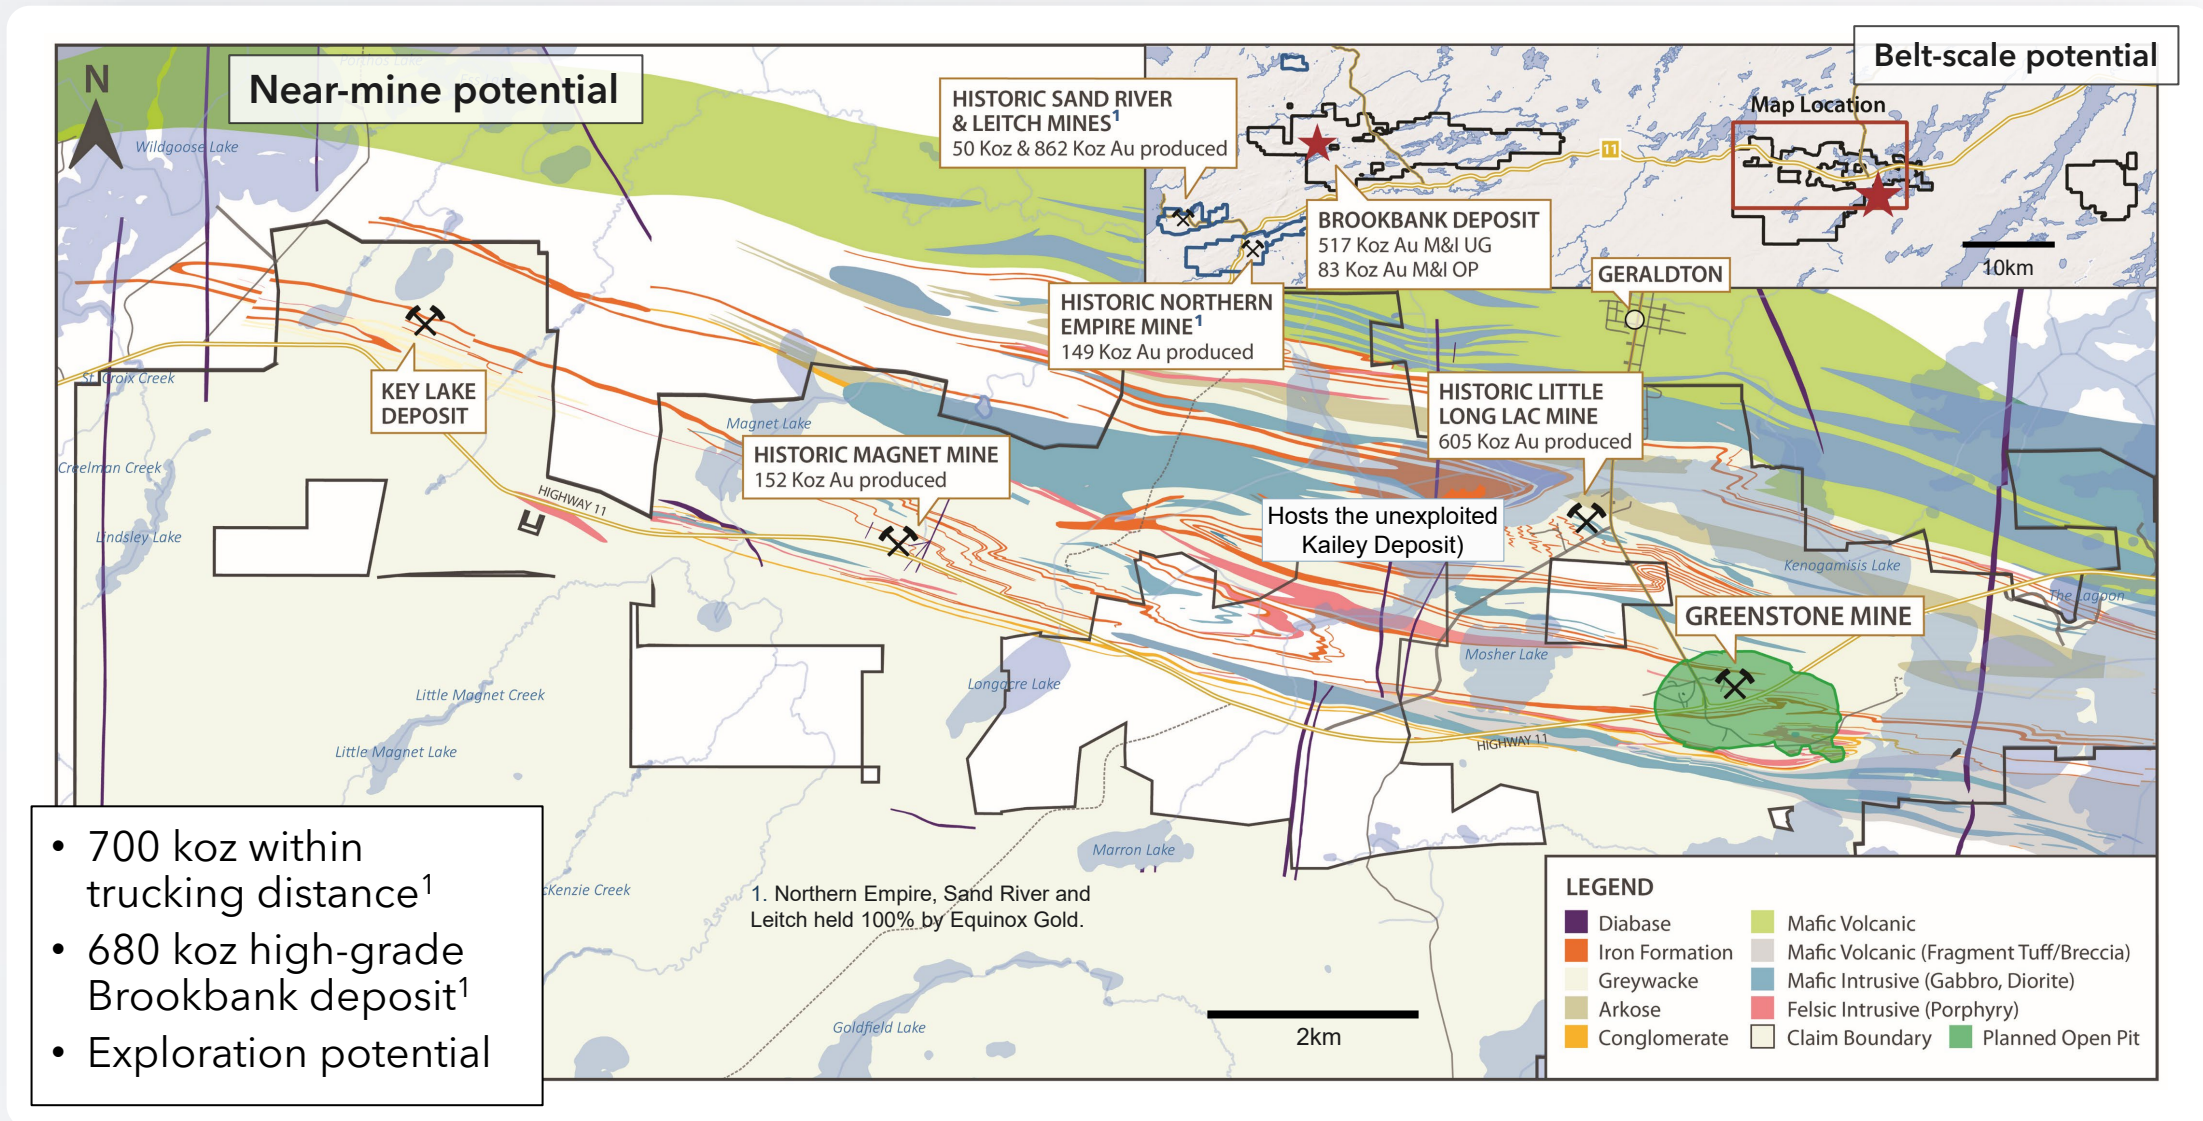 Near-mine potential
Belt-scale potential
N
Wildgoose Lake
HISTORIC SAND RIVER
& LEITCH MINES1
50 Koz & 862 Koz Au produced
Map Location
11
BROOKBANK DEPOSIT
517 Koz Au M&I UG
83 Koz Au M&I OP
10km
GERALDTON
HISTORIC NORTHERN
EMPIRE MINE1
149 Koz Au produced
St. Croix Creek
KEY LAKE
DEPOSIT
HISTORIC LITTLE
LONG LAC MINE
605 Koz Au produced
Magnet Lake
HISTORIC MAGNET MINE
152 Koz Au produced
Creelman Creek
HIGHWAY 11
Lindsley Lake
Hosts the unexploited
Kailey Deposit)
Kenogamisis Lake
The Lagoon
GREENSTONE MINE
Mosher Lake
Longacre Lake
Little Magnet Creek
Little Magnet Lake
HIGHWAY 11
• 700 koz within
trucking distance1
• 680 koz high-grade
Brookbank deposit1
• Exploration potential
Marron Lake
cKenzie Creek
1. Northern Empire, Sand River and
Leitch held 100% by Equinox Gold.
Goldfield Lake
2km
LEGEND
Diabase
Iron Formation
Greywacke
Arkose
Conglomerate
Mafic Volcanic
Mafic Volcanic (Fragment Tuff/Breccia)
Mafic Intrusive (Gabbro, Diorite)
Felsic Intrusive (Porphyry)
Claim Boundary
Planned Open Pit